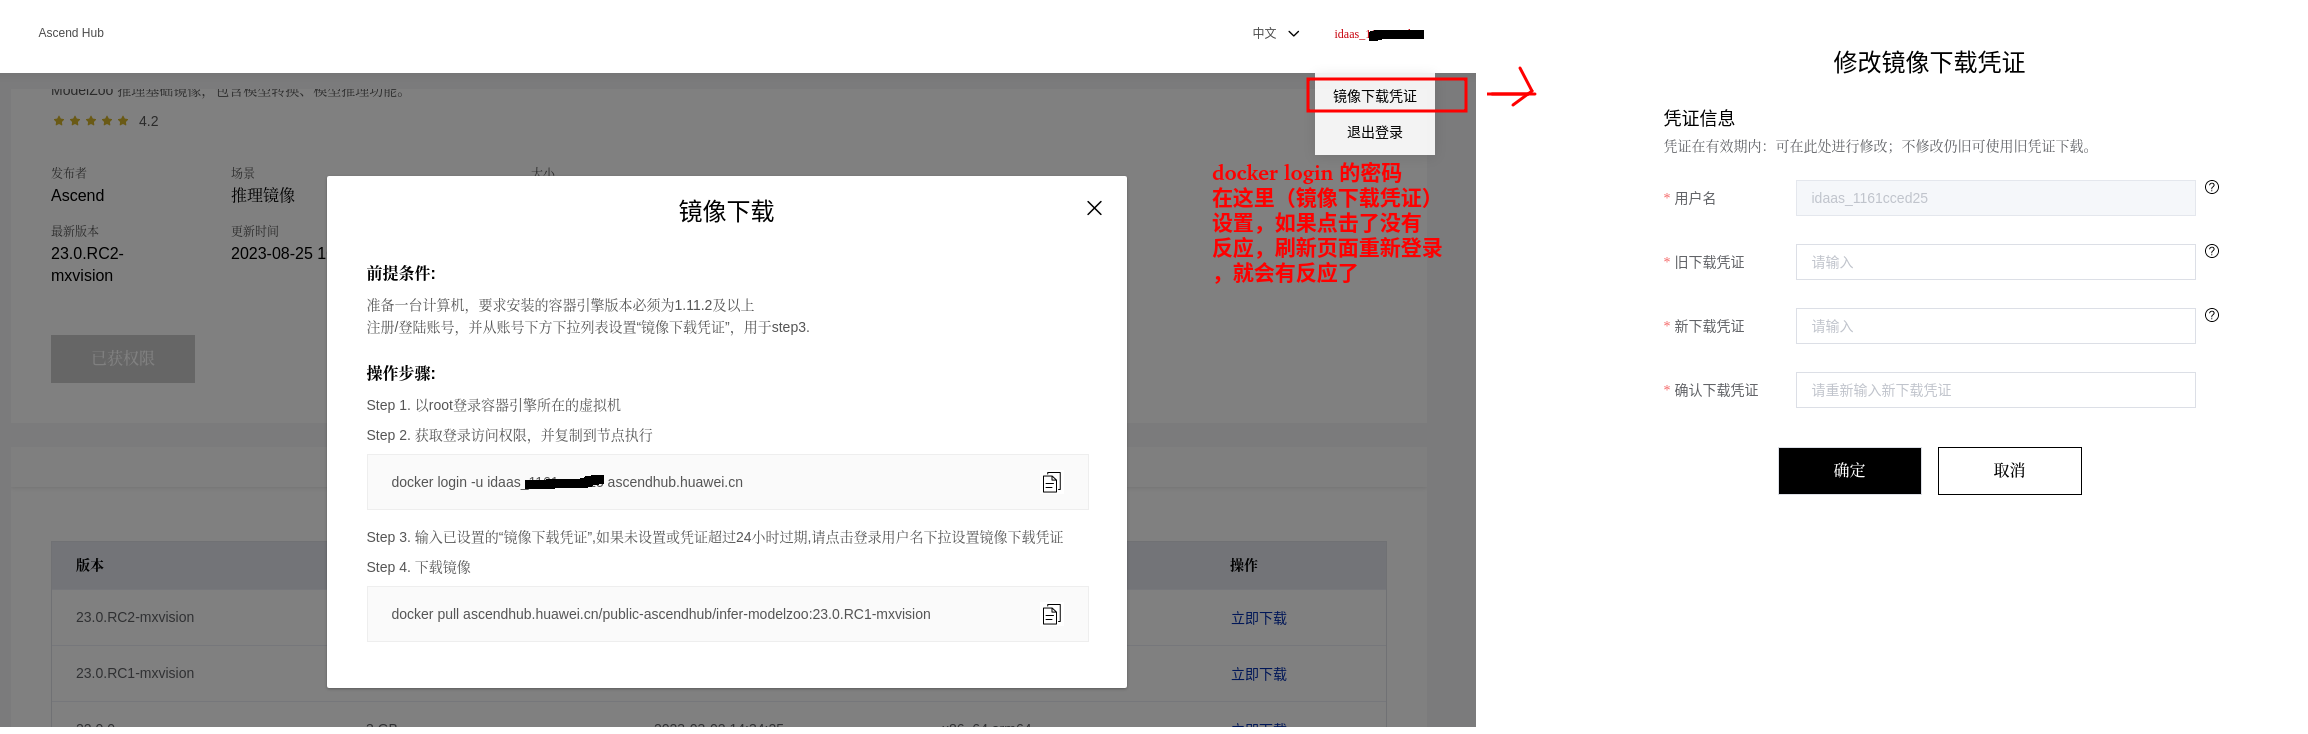 Ascend Hub
中文
idaas_
镜像下载凭证
退出登录
ModelZoo 推理基础镜像，包含模型转换、模型推理功能。
4.2
发布者
场景
大小
Ascend
推理镜像
最新版本
更新时间
23.0.RC2-
mxvision
2023-08-25 1
已获权限
docker login 的密码
在这里（镜像下载凭证）
设置，如果点击了没有
反应，刷新页面重新登录
，就会有反应了
镜像下载
前提条件:
准备一台计算机，要求安装的容器引擎版本必须为1.11.2及以上
注册/登陆账号，并从账号下方下拉列表设置“镜像下载凭证”，用于step3.
操作步骤:
Step 1. 以root登录容器引擎所在的虚拟机
Step 2. 获取登录访问权限，并复制到节点执行
docker login -u idaas_ ascendhub.huawei.cn
Step 3. 输入已设置的“镜像下载凭证”,如果未设置或凭证超过24小时过期,请点击登录用户名下拉设置镜像下载凭证
Step 4. 下载镜像
docker pull ascendhub.huawei.cn/public-ascendhub/infer-modelzoo:23.0.RC1-mxvision
版本
操作
23.0.RC2-mxvision
立即下载
23.0.RC1-mxvision
立即下载
立即下载
修改镜像下载凭证
凭证信息
凭证在有效期内：可在此处进行修改；不修改仍旧可使用旧凭证下载。
* 用户名
idaas_1161cced25
* 旧下载凭证
请输入
* 新下载凭证
请输入
* 确认下载凭证
请重新输入新下载凭证
确定
取消